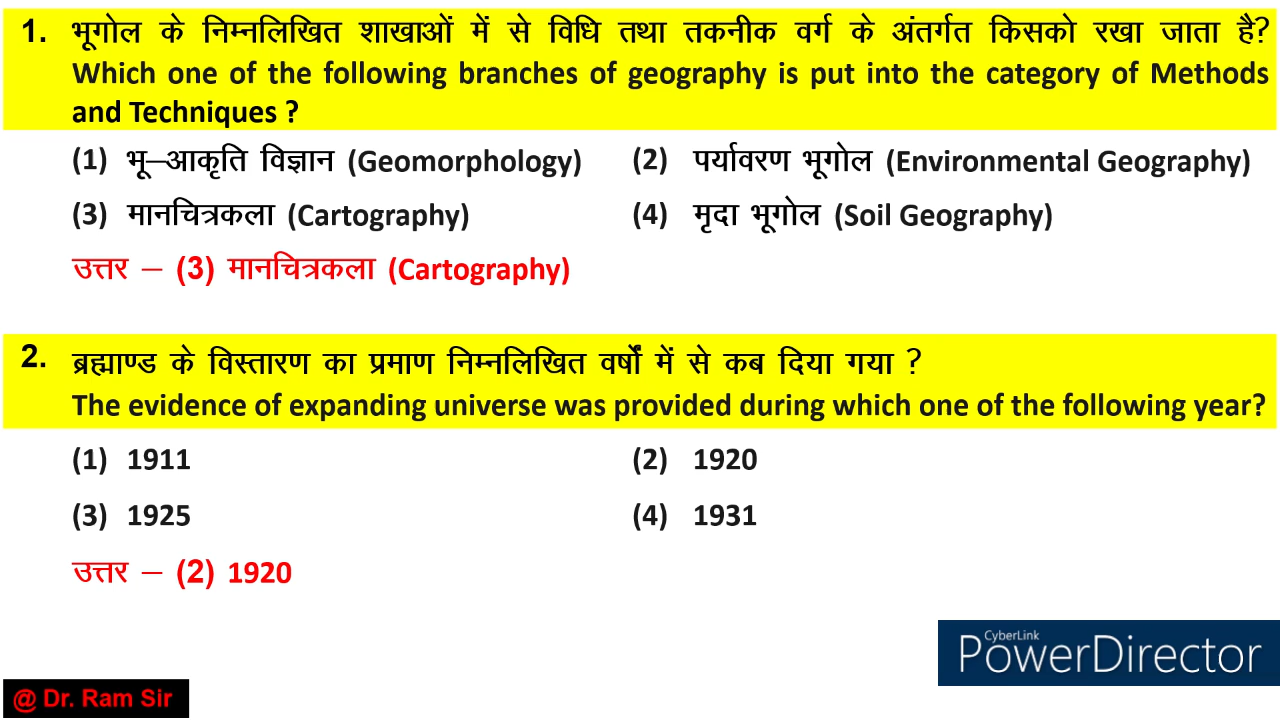 1. भूगोल के निम्नलिखित शाखाओं में से विधि तथा तकनीक वर्ग के अंतर्गत किसको रखा जाता है?
Which one of the following branches of geography is put into the category of Methods
and Techniques ?
(1) भू–आकृति विज्ञान (Geomorphology) (2) पर्यावरण भूगोल (Environmental Geography)
(3) मानचित्रकला (Cartography) (4) मृदा भूगोल (Soil Geography)
उत्तर – (3) मानचित्रकला (Cartography)
2. ब्रह्माण्ड के विस्तारण का प्रमाण निम्नलिखित वर्षों में से कब दिया गया ?
The evidence of expanding universe was provided during which one of the following year?
(1) 1911 (2) 1920
(3) 1925 (4) 1931
उत्तर – (2) 1920
CyberLink
PowerDirector
@ Dr. Ram Sir